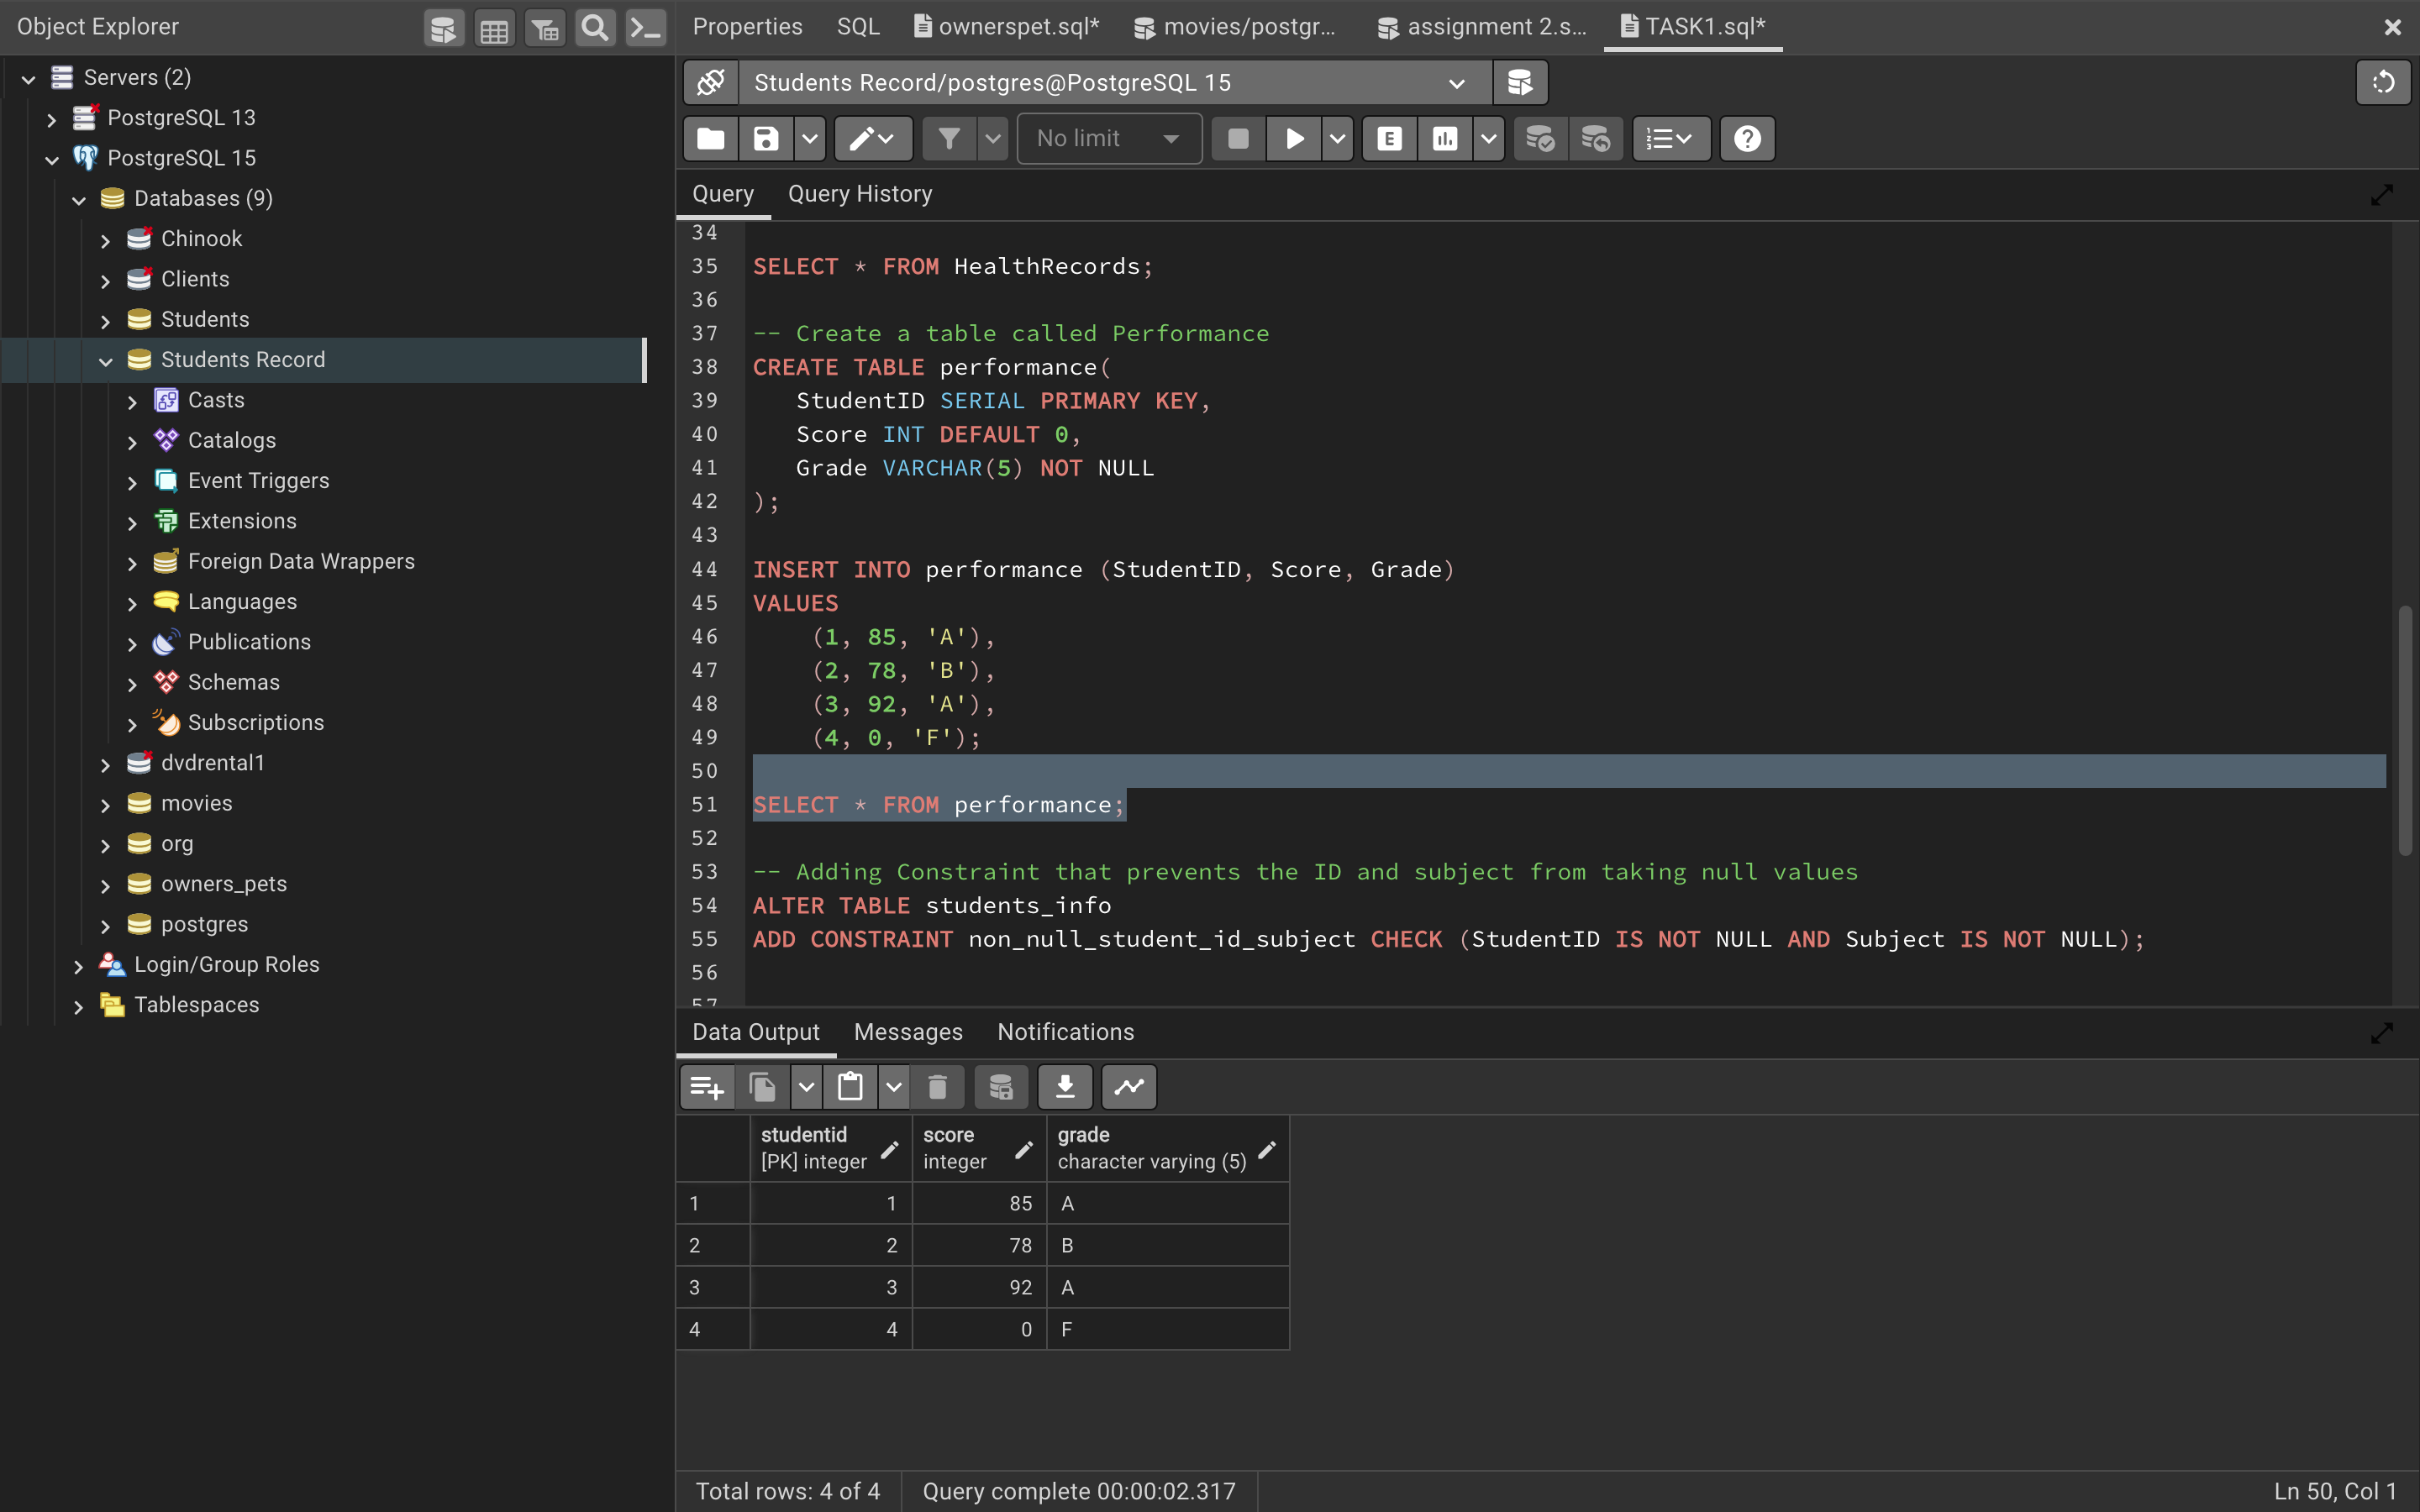 Object Explorer
Servers (2)
PostgreSQL 13
PostgreSQL 15
Databases (9)
Chinook
Clients
Students
Students Record
Casts
Catalogs
Event Triggers
Extensions
Foreign Data Wrappers
Languages
Publications
Schemas
Subscriptions
dvdrental1
movies
org
owners_pets
postgres
Login/Group Roles
Tablespaces
Properties SQL ownerspet.sql* movies/postgr... assignment 2.s... TASK1.sql*
Students Record/postgres@PostgreSQL 15
No limit E
Query Query History
34
35 SELECT * FROM HealthRecords;
36
37 -- Create a table called Performance
38 CREATE TABLE performance(
39 StudentID SERIAL PRIMARY KEY,
40 Score INT DEFAULT 0,
41 Grade VARCHAR(5) NOT NULL
42 );
43
44 INSERT INTO performance (StudentID, Score, Grade)
45 VALUES
46 (1, 85, 'A'),
47 (2, 78, 'B'),
48 (3, 92, 'A'),
49 (4, 0, 'F');
50
51 SELECT * FROM performance;
52
53 -- Adding Constraint that prevents the ID and subject from taking null values
54 ALTER TABLE students_info
55 ADD CONSTRAINT non_null_student_id_subject CHECK (StudentID IS NOT NULL AND Subject IS NOT NULL);
56
57
Data Output Messages Notifications
studentid score grade
[PK] integer integer character varying (5)
1 1 85 A
2 2 78 B
3 3 92 A
4 4 0 F
Total rows: 4 of 4 Query complete 00:00:02.317 Ln 50, Col 1